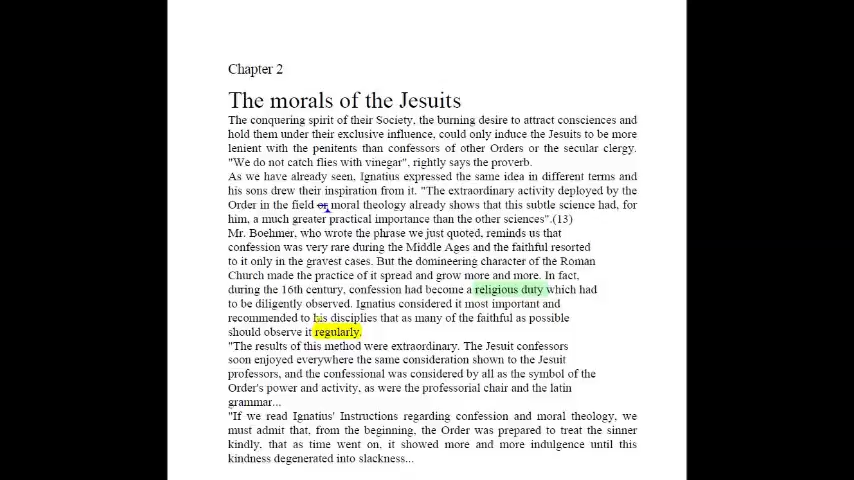 Chapter 2
The morals of the Jesuits
The conquering spirit of their Society, the burning desire to attract consciences and
hold them under their exclusive influence, could only induce the Jesuits to be more
lenient with the penitents than confessors of other Orders or the secular clergy.
"We do not catch flies with vinegar", rightly says the proverb.
As we have already seen, Ignatius expressed the same idea in different terms and
his sons drew their inspiration from it. "The extraordinary activity deployed by the
Order in the field or moral theology already shows that this subtle science had, for
him, a much greater practical importance than the other sciences".(13)
Mr. Boehmer, who wrote the phrase we just quoted, reminds us that
confession was very rare during the Middle Ages and the faithful resorted
to it only in the gravest cases. But the domineering character of the Roman
Church made the practice of it spread and grow more and more. In fact,
during the 16th century, confession had become a religious duty which had
to be diligently observed. Ignatius considered it most important and
recommended to his disciplies that as many of the faithful as possible
should observe it regularly.
"The results of this method were extraordinary. The Jesuit confessors
soon enjoyed everywhere the same consideration shown to the Jesuit
professors, and the confessional was considered by all as the symbol of the
Order's power and activity, as were the professorial chair and the latin
grammar...
"If we read Ignatius' Instructions regarding confession and moral theology, we
must admit that, from the beginning, the Order was prepared to treat the sinner
kindly, that as time went on, it showed more and more indulgence until this
kindness degenerated into slackness...